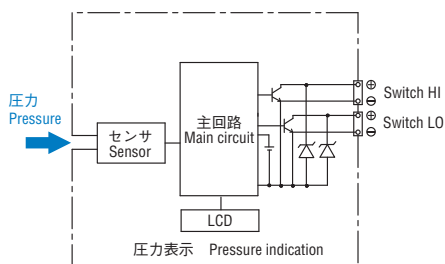 圧力
Pressure
センサ
Sensor
主回路
Main circuit
LCD
圧力表示 Pressure indication
⊕
Switch HI
⊖
⊕
Switch LO
⊖